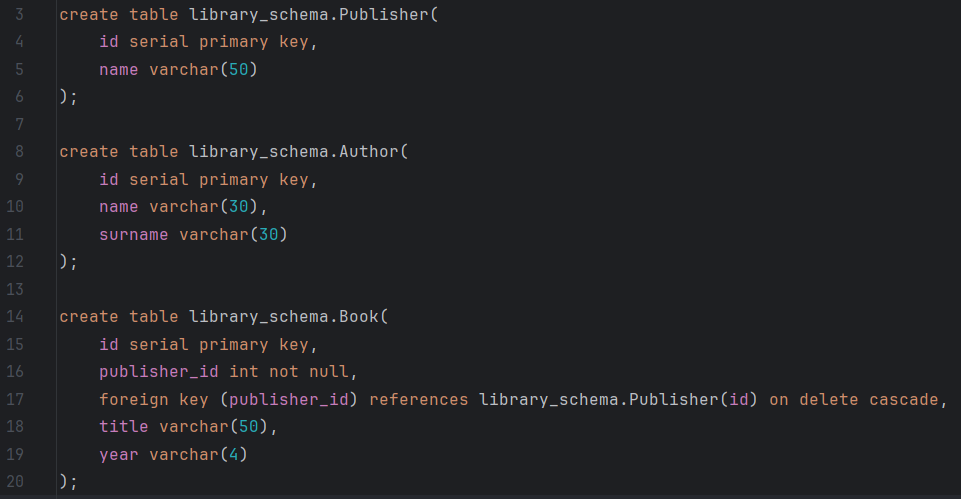 3 create table library_schema.Publisher(
4     id serial primary key,
5     name varchar(50)
6 );
7
8 create table library_schema.Author(
9     id serial primary key,
10     name varchar(30),
11     surname varchar(30)
12 );
13
14 create table library_schema.Book(
15     id serial primary key,
16     publisher_id int not null,
17     foreign key (publisher_id) references library_schema.Publisher(id) on delete cascade,
18     title varchar(50),
19     year varchar(4)
20 );